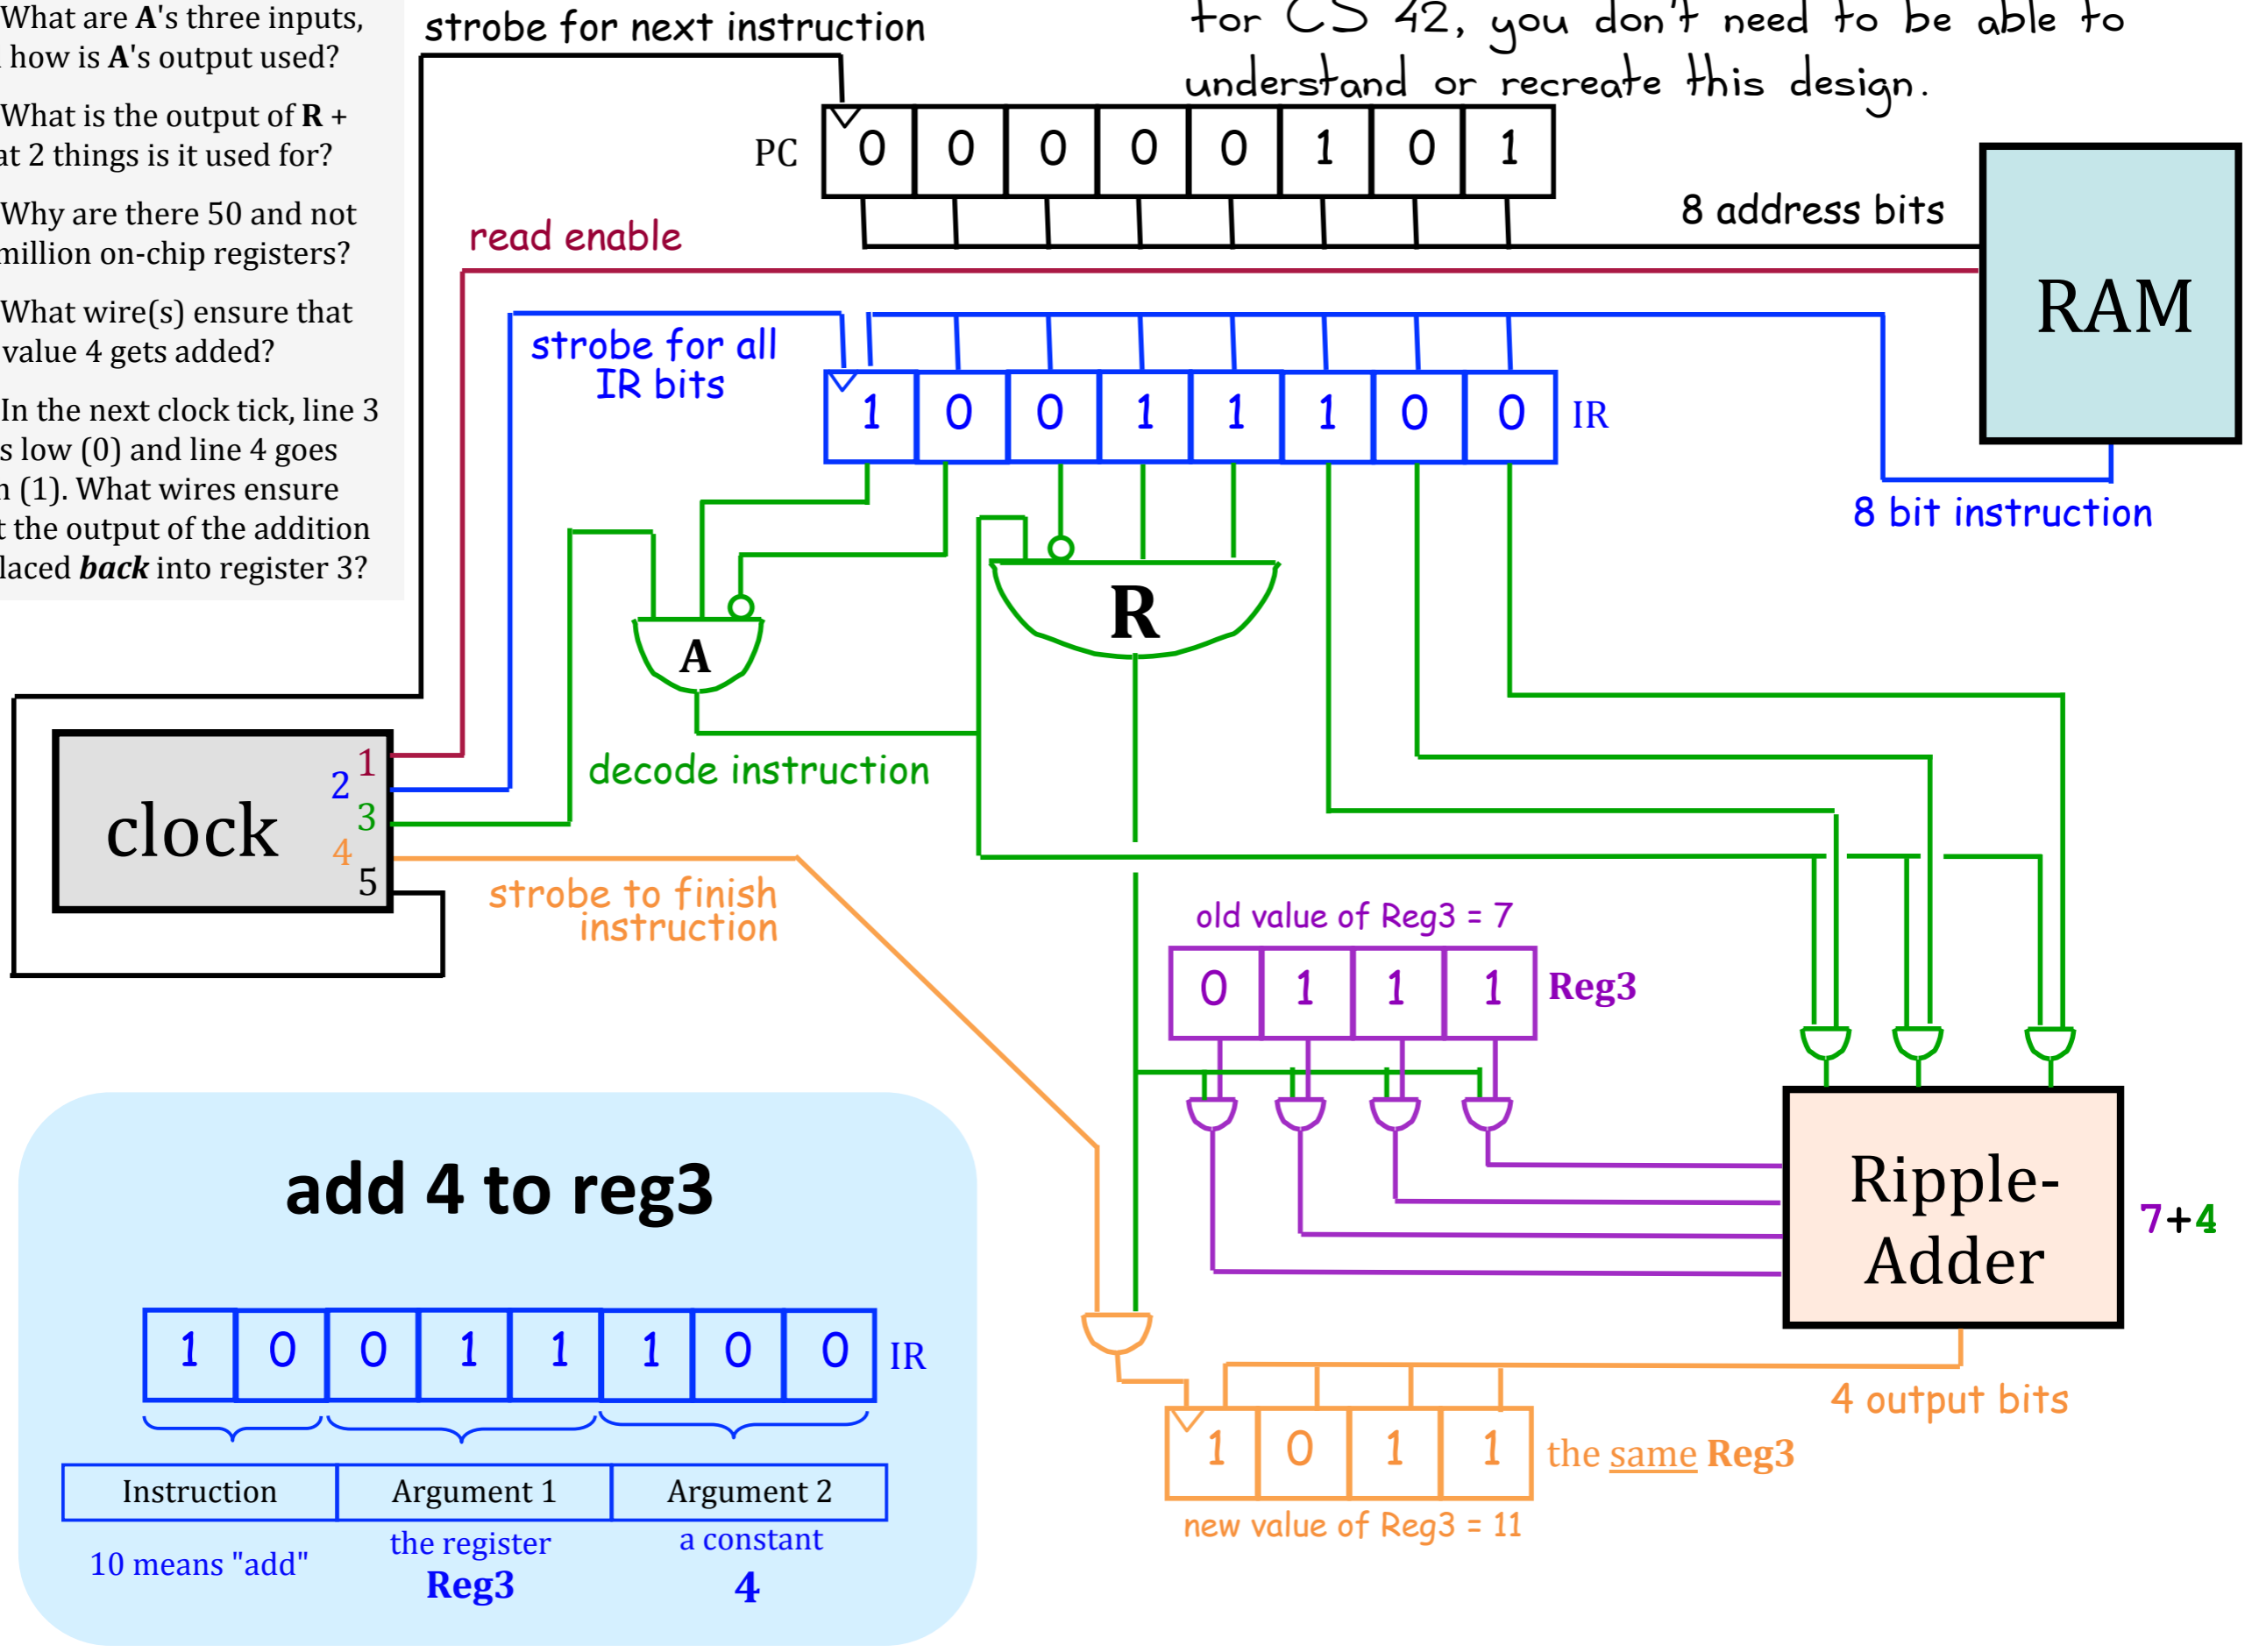 What are A's three inputs,
how is A's output used?
What is the output of R +
at 2 things is it used for?
Why are there 50 and not
million on-chip registers?
What wire(s) ensure that
value 4 gets added?
In the next clock tick, line 3
s low (0) and line 4 goes
(1). What wires ensure
t the output of the addition
laced back into register 3?
strobe for next instruction
for CS 42, you don't need to be able to
understand or recreate this design.
PC 0 0 0 0 0 1 0 1
8 address bits
read enable
RAM
strobe for all
IR bits
1 0 0 1 1 1 0 0 IR
8 bit instruction
A
R
decode instruction
clock
1
2
3
4
5
strobe to finish
instruction
old value of Reg3 = 7
0 1 1 1 Reg3
Ripple-
Adder
7+4
4 output bits
1 0 1 1 the same Reg3
new value of Reg3 = 11
add 4 to reg3
1 0 0 1 1 1 0 0 IR
Instruction Argument 1 Argument 2
10 means "add"
the register
Reg3
a constant
4